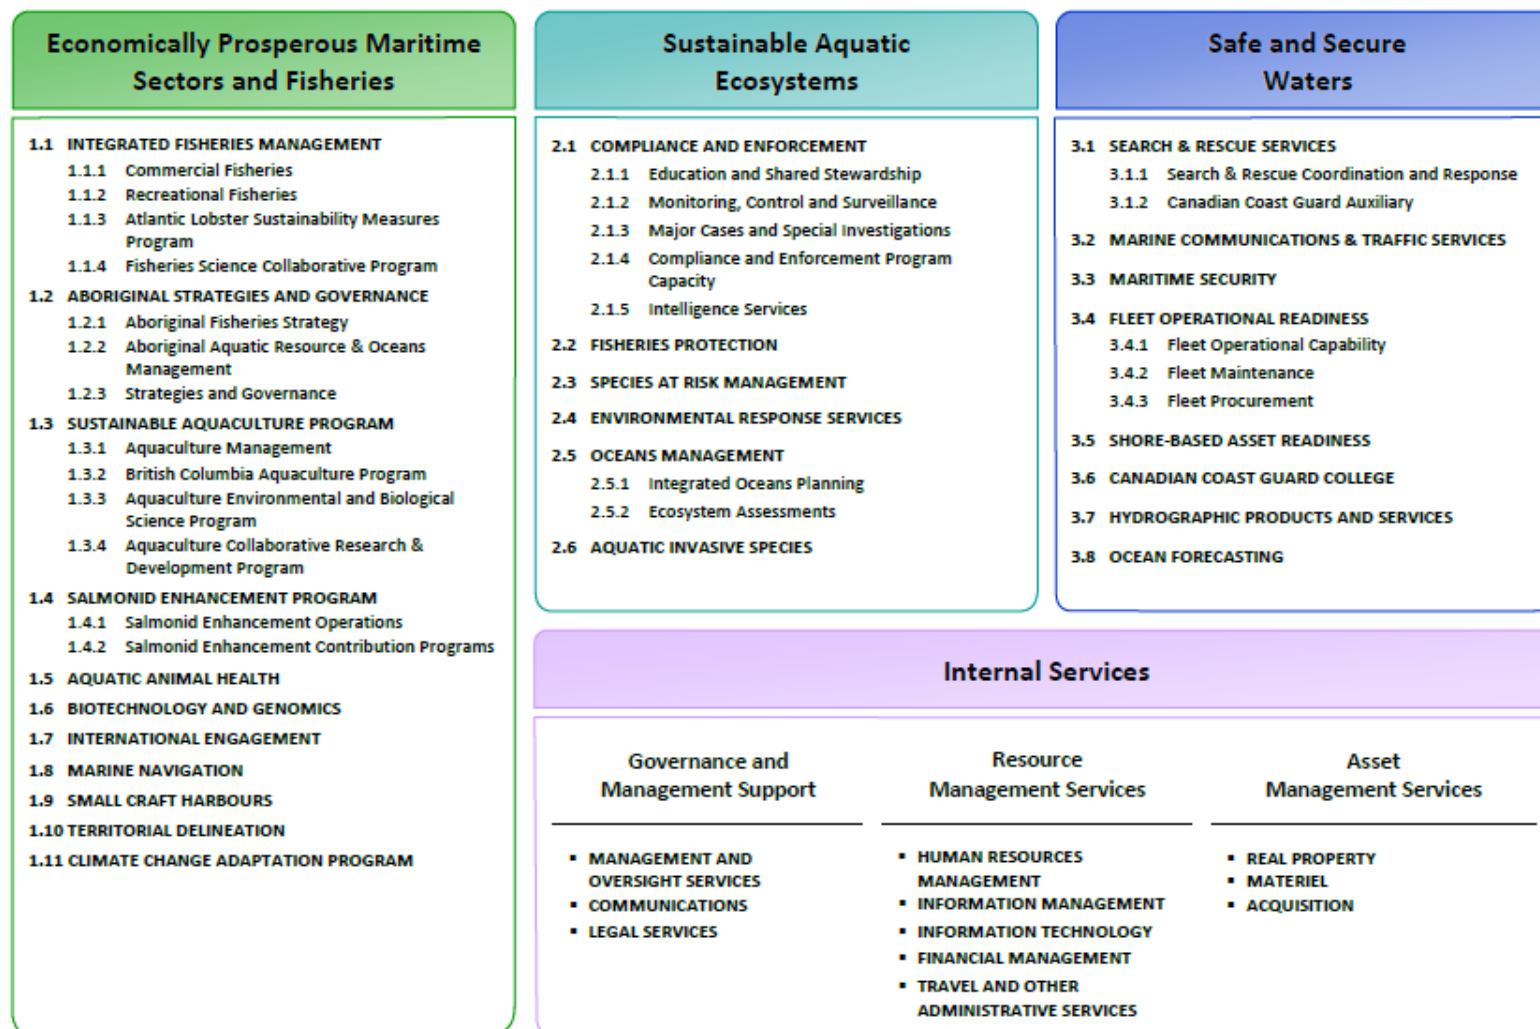 Economically Prosperous Maritime
Sectors and Fisheries
1.1 INTEGRATED FISHERIES MANAGEMENT
1.1.1 Commercial Fisheries
1.1.2 Recreational Fisheries
1.1.3 Atlantic Lobster Sustainability Measures
Program
1.1.4 Fisheries Science Collaborative Program
1.2 ABORIGINAL STRATEGIES AND GOVERNANCE
1.2.1 Aboriginal Fisheries Strategy
1.2.2 Aboriginal Aquatic Resource & Oceans
Management
1.2.3 Strategies and Governance
1.3 SUSTAINABLE AQUACULTURE PROGRAM
1.3.1 Aquaculture Management
1.3.2 British Columbia Aquaculture Program
1.3.3 Aquaculture Environmental and Biological
Science Program
1.3.4 Aquaculture Collaborative Research &
Development Program
1.4 SALMONID ENHANCEMENT PROGRAM
1.4.1 Salmonid Enhancement Operations
1.4.2 Salmonid Enhancement Contribution Programs
1.5 AQUATIC ANIMAL HEALTH
1.6 BIOTECHNOLOGY AND GENOMICS
1.7 INTERNATIONAL ENGAGEMENT
1.8 MARINE NAVIGATION
1.9 SMALL CRAFT HARBOURS
1.10 TERRITORIAL DELINEATION
1.11 CLIMATE CHANGE ADAPTATION PROGRAM
Sustainable Aquatic
Ecosystems
2.1 COMPLIANCE AND ENFORCEMENT
2.1.1 Education and Shared Stewardship
2.1.2 Monitoring, Control and Surveillance
2.1.3 Major Cases and Special Investigations
2.1.4 Compliance and Enforcement Program
Capacity
2.1.5 Intelligence Services
2.2 FISHERIES PROTECTION
2.3 SPECIES AT RISK MANAGEMENT
2.4 ENVIRONMENTAL RESPONSE SERVICES
2.5 OCEANS MANAGEMENT
2.5.1 Integrated Oceans Planning
2.5.2 Ecosystem Assessments
2.6 AQUATIC INVASIVE SPECIES
Safe and Secure
Waters
3.1 SEARCH & RESCUE SERVICES
3.1.1 Search & Rescue Coordination and Response
3.1.2 Canadian Coast Guard Auxiliary
3.2 MARINE COMMUNICATIONS & TRAFFIC SERVICES
3.3 MARITIME SECURITY
3.4 FLEET OPERATIONAL READINESS
3.4.1 Fleet Operational Capability
3.4.2 Fleet Maintenance
3.4.3 Fleet Procurement
3.5 SHORE-BASED ASSET READINESS
3.6 CANADIAN COAST GUARD COLLEGE
3.7 HYDROGRAPHIC PRODUCTS AND SERVICES
3.8 OCEAN FORECASTING
Internal Services
Governance and
Management Support
▪ MANAGEMENT AND
OVERSIGHT SERVICES
▪ COMMUNICATIONS
▪ LEGAL SERVICES
Resource
Management Services
▪ HUMAN RESOURCES
MANAGEMENT
▪ INFORMATION MANAGEMENT
▪ INFORMATION TECHNOLOGY
▪ FINANCIAL MANAGEMENT
▪ TRAVEL AND OTHER
ADMINISTRATIVE SERVICES
Asset
Management Services
▪ REAL PROPERTY
▪ MATERIEL
▪ ACQUISITION